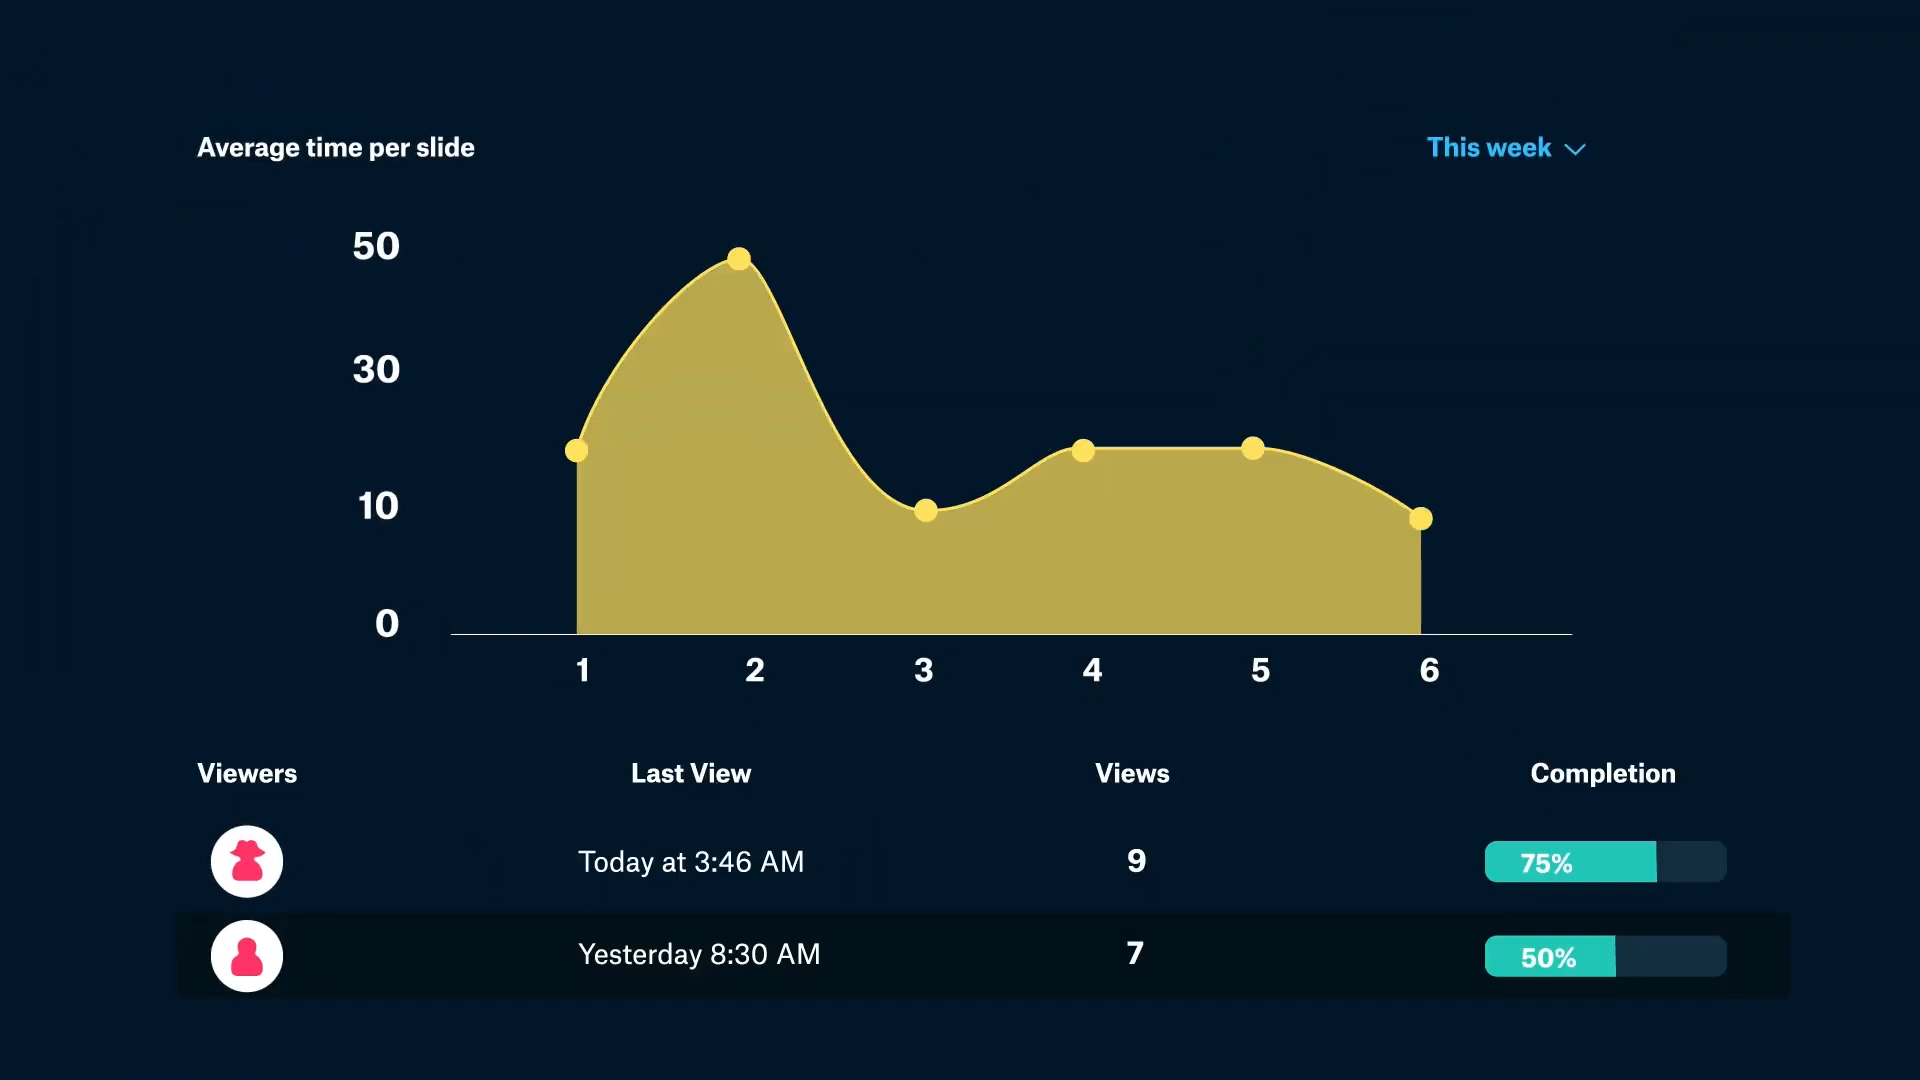 Average time per slide
This week
50
30
10
0
1 2 3 4 5 6
Viewers Last View Views Completion
Today at 3:46 AM 9 75%
Yesterday 8:30 AM 7 50%